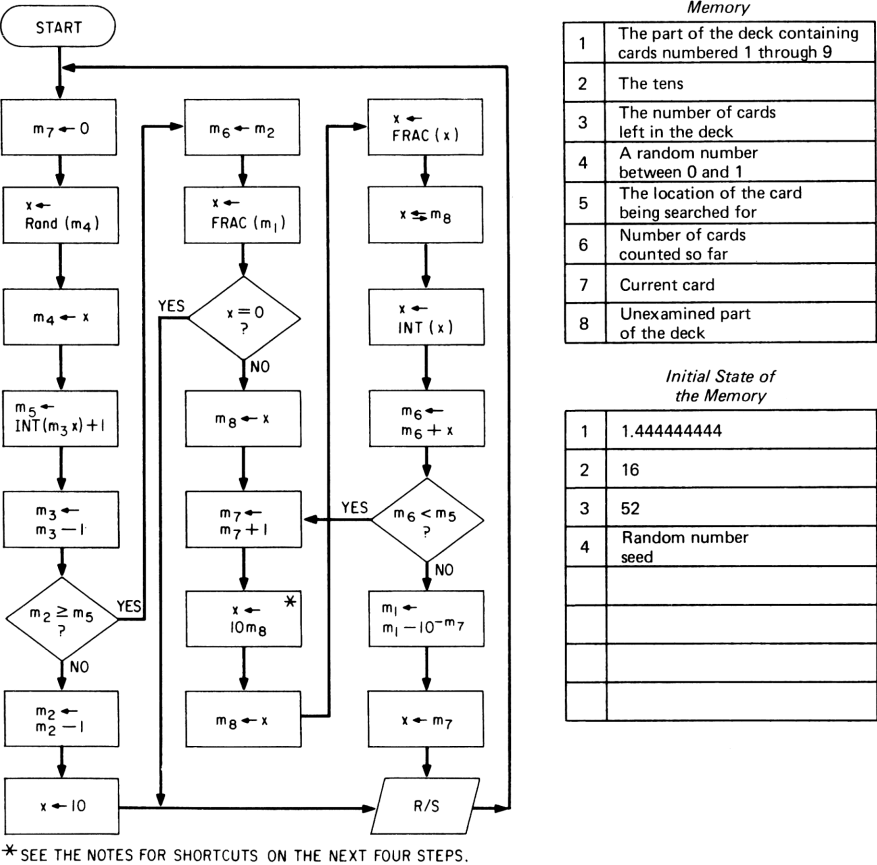 START
m7 ← 0
x ←
Rand (m4)
m4 ← x
m5 ←
INT(m3x)+1
m3 ←
m3 − 1
m2 ≥ m5
?
YES
NO
m2 ←
m2 − 1
x ← 10
m6 ← m2
x ←
FRAC (m1)
YES
x = 0
?
NO
m8 ← x
m7 ←
m7 + 1
x ←
10m8
*
m8 ← x
x ←
FRAC (x)
x ⇆ m8
x ←
INT (x)
m6 ←
m6 + x
YES
m6 < m5
?
NO
m1 ←
m1 − 10^−m7
x ← m7
R/S
* SEE THE NOTES FOR SHORTCUTS ON THE NEXT FOUR STEPS.
Memory
1 The part of the deck containing
cards numbered 1 through 9
2 The tens
3 The number of cards
left in the deck
4 A random number
between 0 and 1
5 The location of the card
being searched for
6 Number of cards
counted so far
7 Current card
8 Unexamined part
of the deck
Initial State of
the Memory
1 1.444444444
2 16
3 52
4 Random number
seed